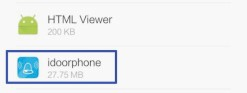 HTML Viewer
200 KB
idoorphone
27,75 MB